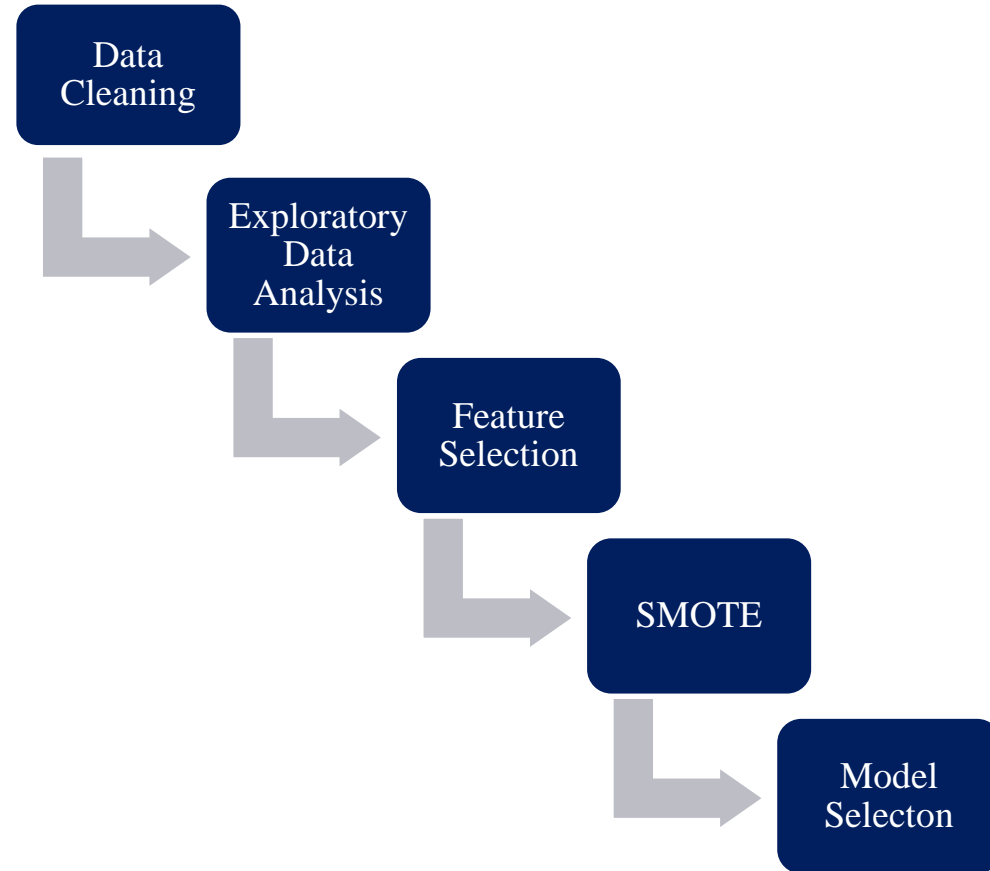 Data
Cleaning
Exploratory
Data
Analysis
Feature
Selection
SMOTE
Model
Selecton